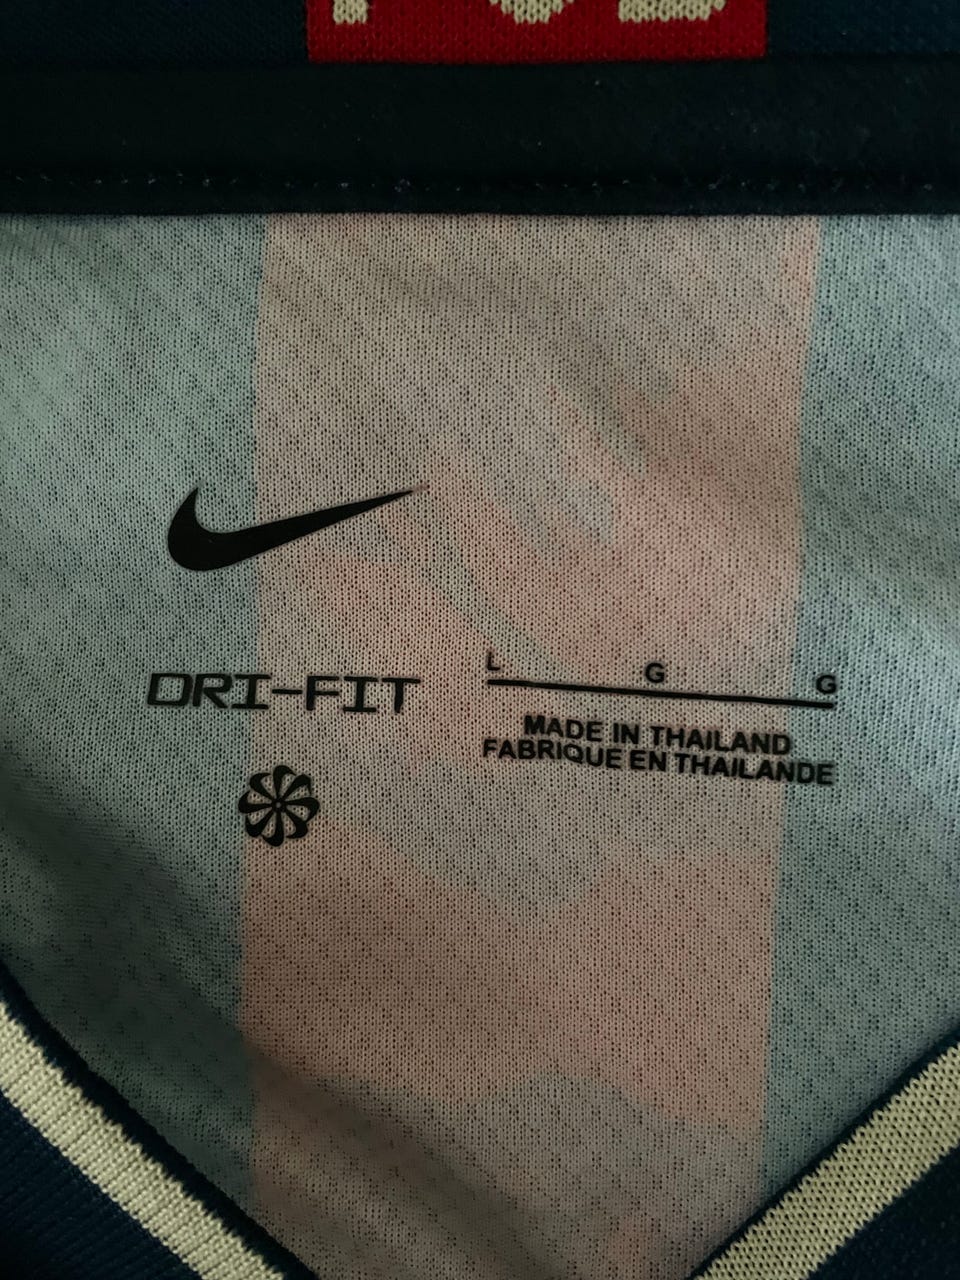 DRI-FIT
L G G
MADE IN THAILAND
FABRIQUE EN THAILANDE